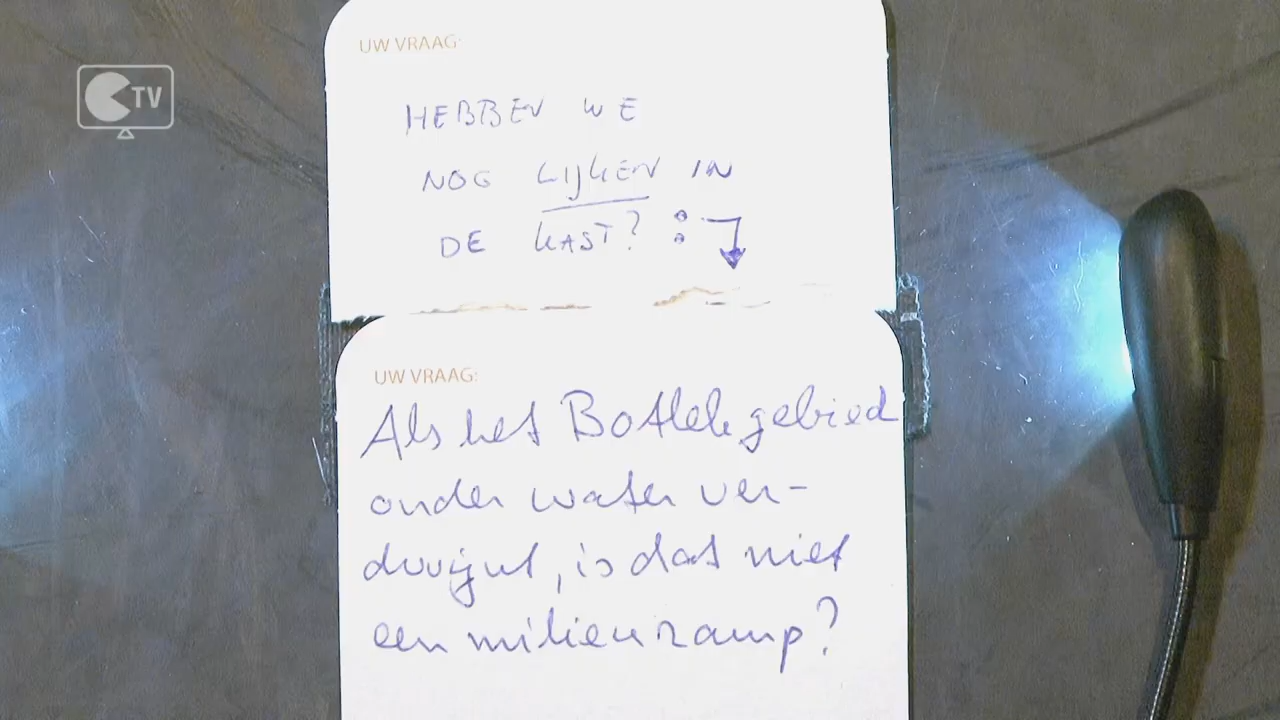 UW VRAAG:
TV
HEBBEN WE
NOG LIJKEN IN
DE KAST? :
UW VRAAG:
Als het Botlekgebied
onder water ver-
dwijnt, is dat niet
een milieuramp?